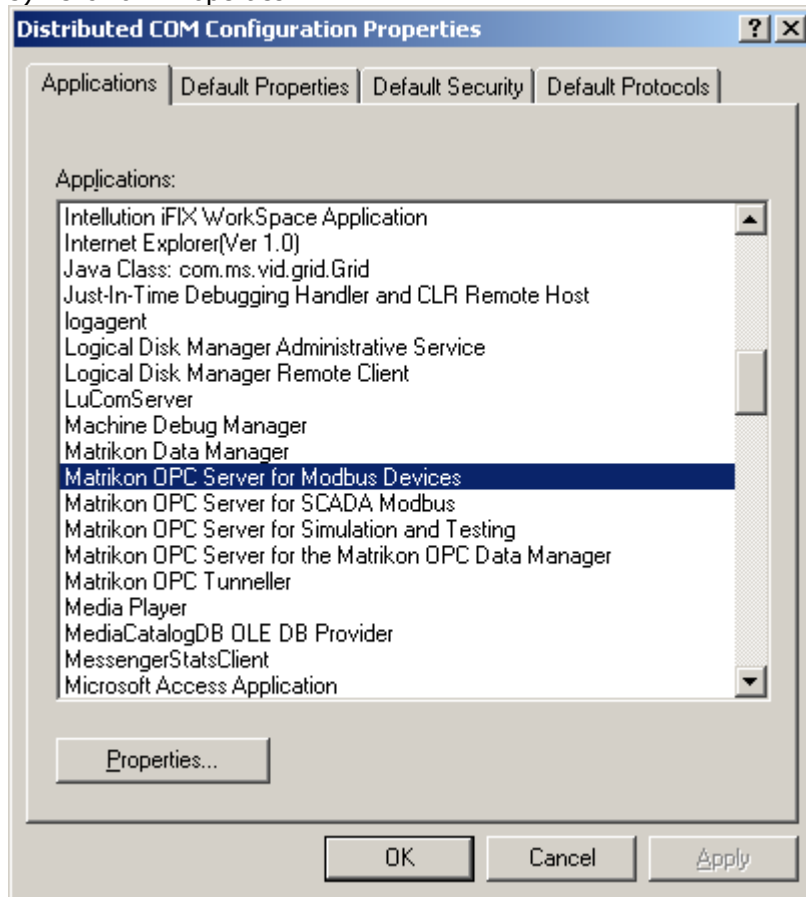 Distributed COM Configuration Properties
Applications Default Properties Default Security Default Protocols
Applications:
Intellution iFIX WorkSpace Application
Internet Explorer(Ver 1.0)
Java Class: com.ms.vid.grid.Grid
Just-In-Time Debugging Handler and CLR Remote Host
logagent
Logical Disk Manager Administrative Service
Logical Disk Manager Remote Client
LuComServer
Machine Debug Manager
Matrikon Data Manager
Matrikon OPC Server for Modbus Devices
Matrikon OPC Server for SCADA Modbus
Matrikon OPC Server for Simulation and Testing
Matrikon OPC Server for the Matrikon OPC Data Manager
Matrikon OPC Tunneller
Media Player
MediaCatalogDB OLE DB Provider
MessengerStatsClient
Microsoft Access Application
Properties...
OK Cancel Apply